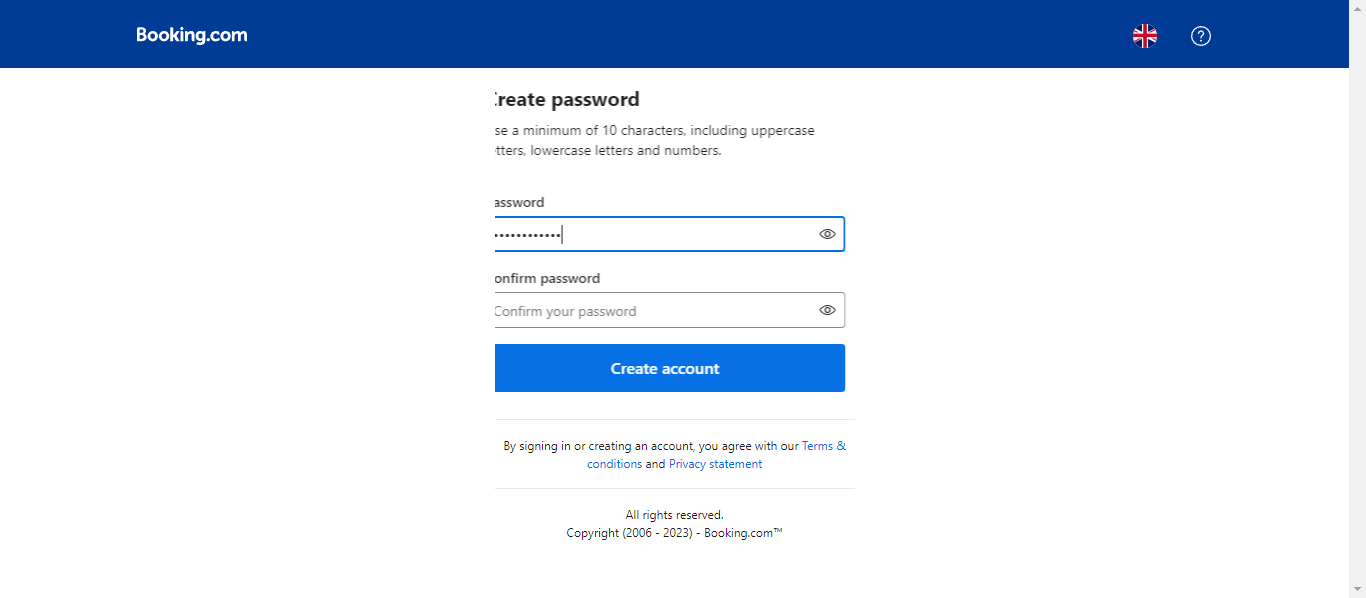 Booking.com
reate password
se a minimum of 10 characters, including uppercase
tters, lowercase letters and numbers.
assword
••••••••••••
onfirm password
Confirm your password
Create account
By signing in or creating an account, you agree with our Terms &
conditions and Privacy statement
All rights reserved.
Copyright (2006 - 2023) - Booking.com™